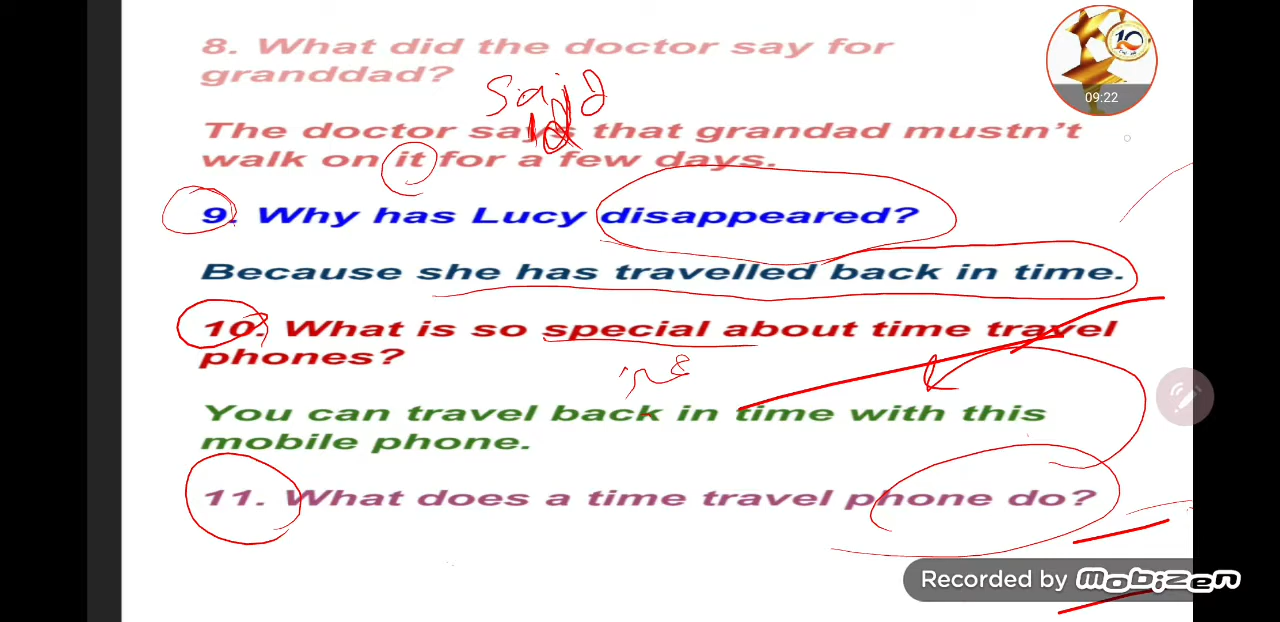 8. What did the doctor say for
granddad?
said
The doctor says that grandad mustn't
walk on it for a few days.
9. Why has Lucy disappeared?
Because she has travelled back in time.
10. What is so special about time travel
phones?
You can travel back in time with this
mobile phone.
11. What does a time travel phone do?
10
09:22
Recorded by mobizen